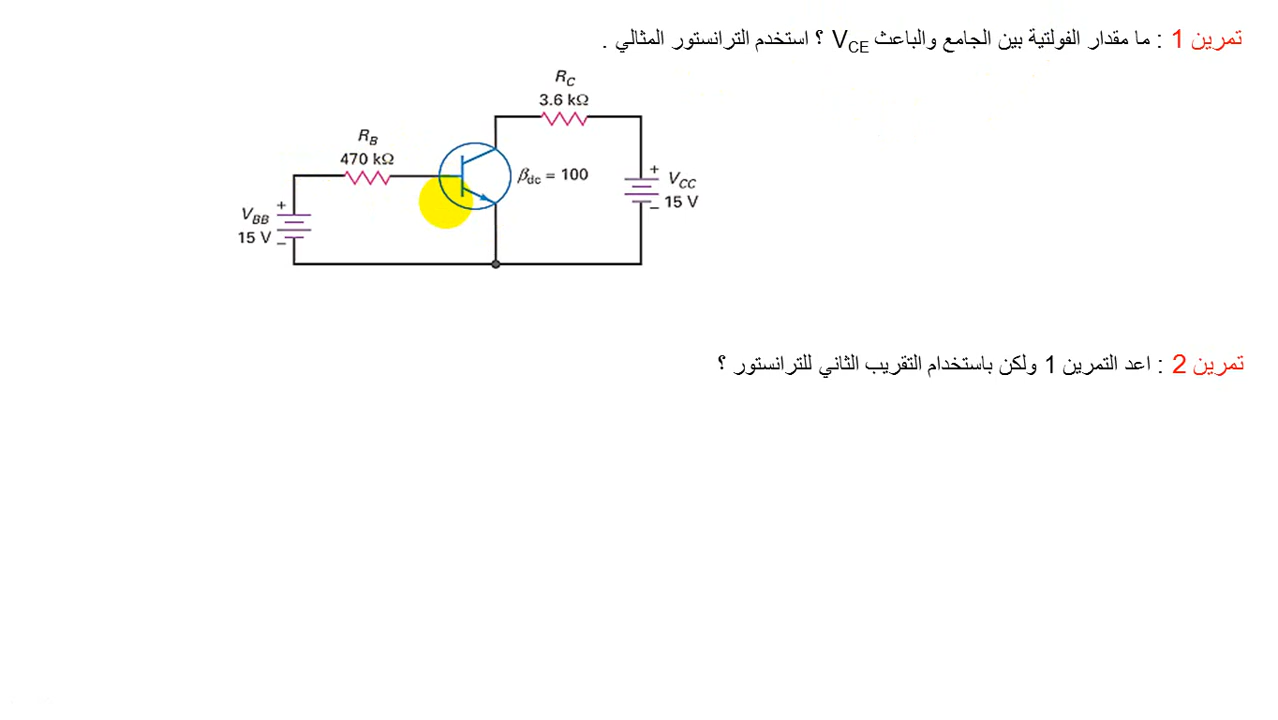 تمرين 1 : ما مقدار الفولتية بين الجامع والباعث VCE ؟ استخدم الترانستور المثالي .
RC
3.6 kΩ
RB
470 kΩ
βdc = 100
+
VCC
15 V
–
+
VBB
15 V
–
تمرين 2 : اعد التمرين 1 ولكن باستخدام التقريب الثاني للترانستور ؟